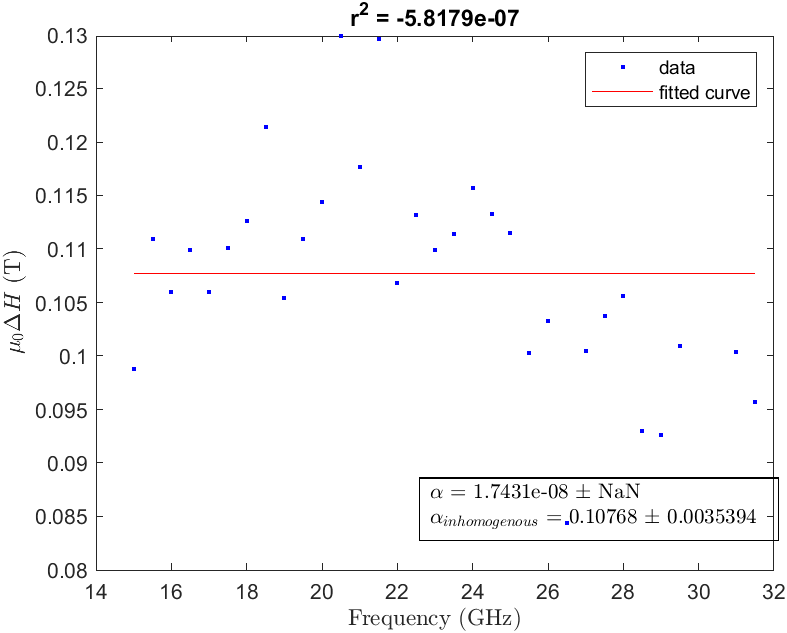 r² = -5.8179e-07
0.13
0.125
0.12
0.115
0.11
0.105
0.1
0.095
0.09
0.085
0.08
μ₀ΔH (T)
data
fitted curve
α = 1.7431e-08 ± NaN
α_inhomogenous = 0.10768 ± 0.0035394
14 16 18 20 22 24 26 28 30 32
Frequency (GHz)